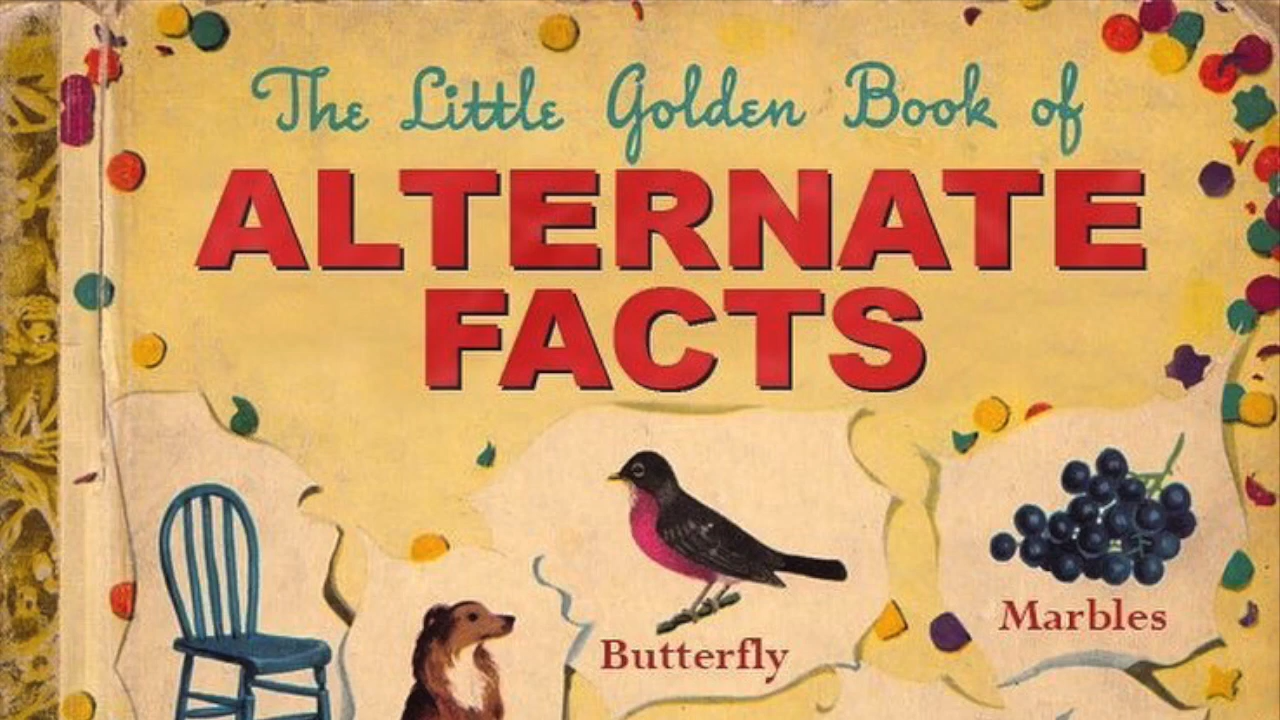 The Little Golden Book of
ALTERNATE
FACTS
Butterfly
Marbles